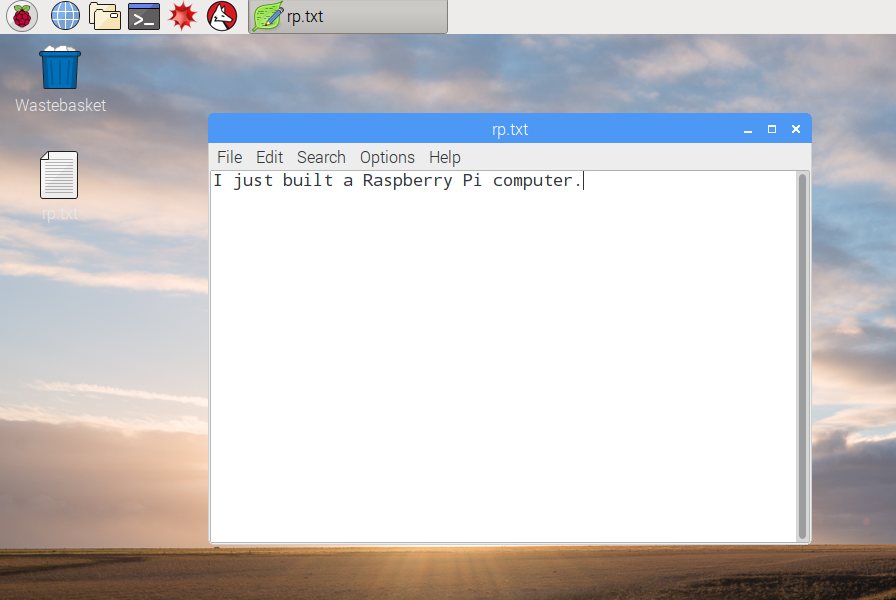 rp.txt
Wastebasket
rp.txt
rp.txt
File Edit Search Options Help
I just built a Raspberry Pi computer.